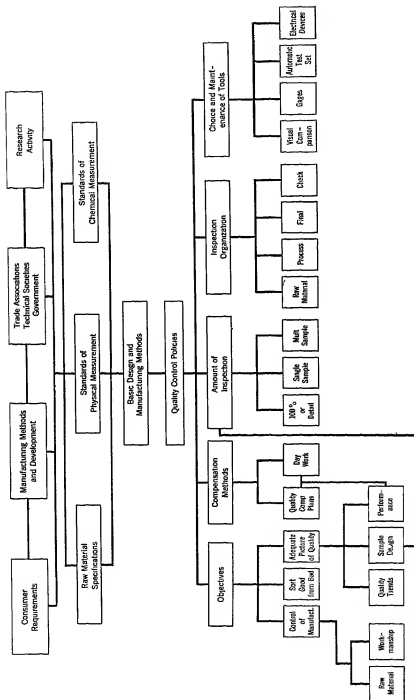 Consumer
Requirements
Manufacturing Methods
and Development
Trade Associations
Technical Societies
Government
Research
Activity
Raw Material
Specifications
Standards of
Physical Measurement
Standards of
Chemical Measurement
Basic Design and
Manufacturing Methods
Quality Control Policies
Objectives
Compensation
Methods
Amount of
Inspection
Inspection
Organization
Choice and Maint-
enance of Tools
Control
of
Manufact.
Sort
Good
from Bad
Adequate
Picture
of Quality
Quality
Comp
Plans
Day
Work
100%
or
Detail
Single
Sample
Mult
Sample
Raw
Material
Process
Final
Check
Visual
Com-
parison
Gages
Automatic
Test
Set
Electrical
Devices
Raw
Material
Work-
manship
Quality
Trends
Sample
Design
Perform-
ance